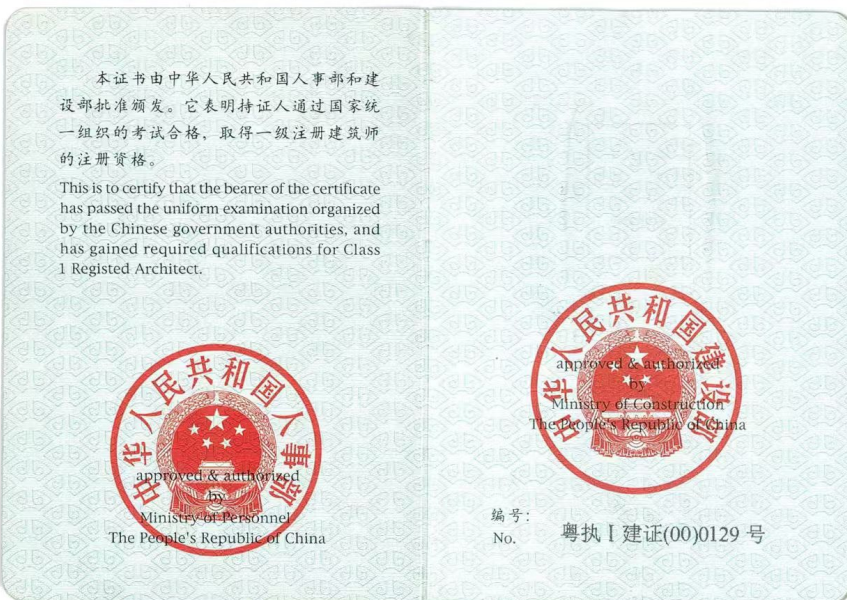 本证书由中华人民共和国人事部和建
设部批准颁发。它表明持证人通过国家统
一组织的考试合格，取得一级注册建筑师
的注册资格。
This is to certify that the bearer of the certificate
has passed the uniform examination organized
by the Chinese government authorities, and
has gained required qualifications for Class
1 Registed Architect.
中华人民共和国人事部
approved & authorized
by
Ministry of Personnel
The People's Republic of China
中华人民共和国建设部
approved & authorized
by
Ministry of Construction
The People's Republic of China
编号：
No. 粤执Ⅰ建证(00)0129 号